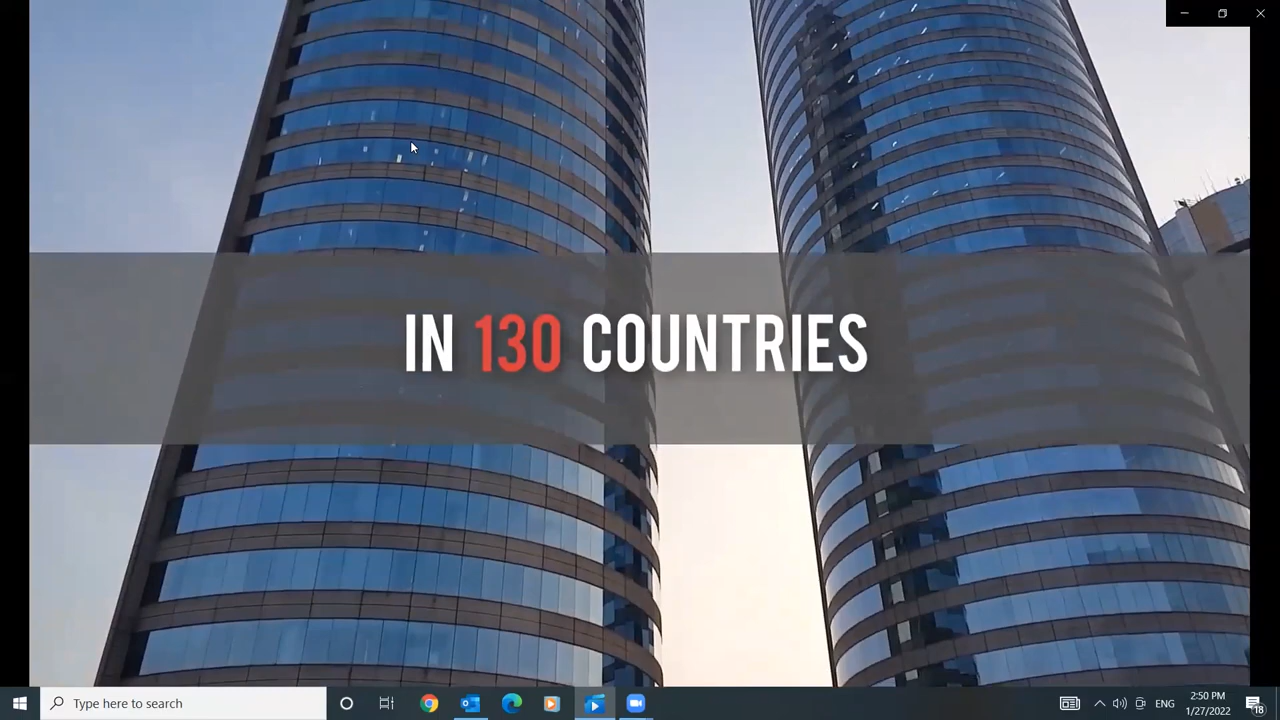 IN 130 COUNTRIES
Type here to search
ENG
2:50 PM
1/27/2022
18